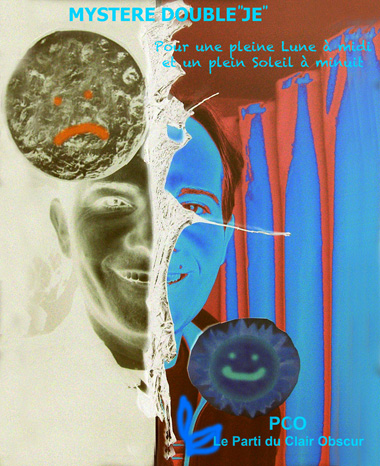 MYSTERE DOUBLE"JE"
Pour une pleine Lune à midi
et un plein Soleil à minuit
PCO
Le Parti du Clair Obscur